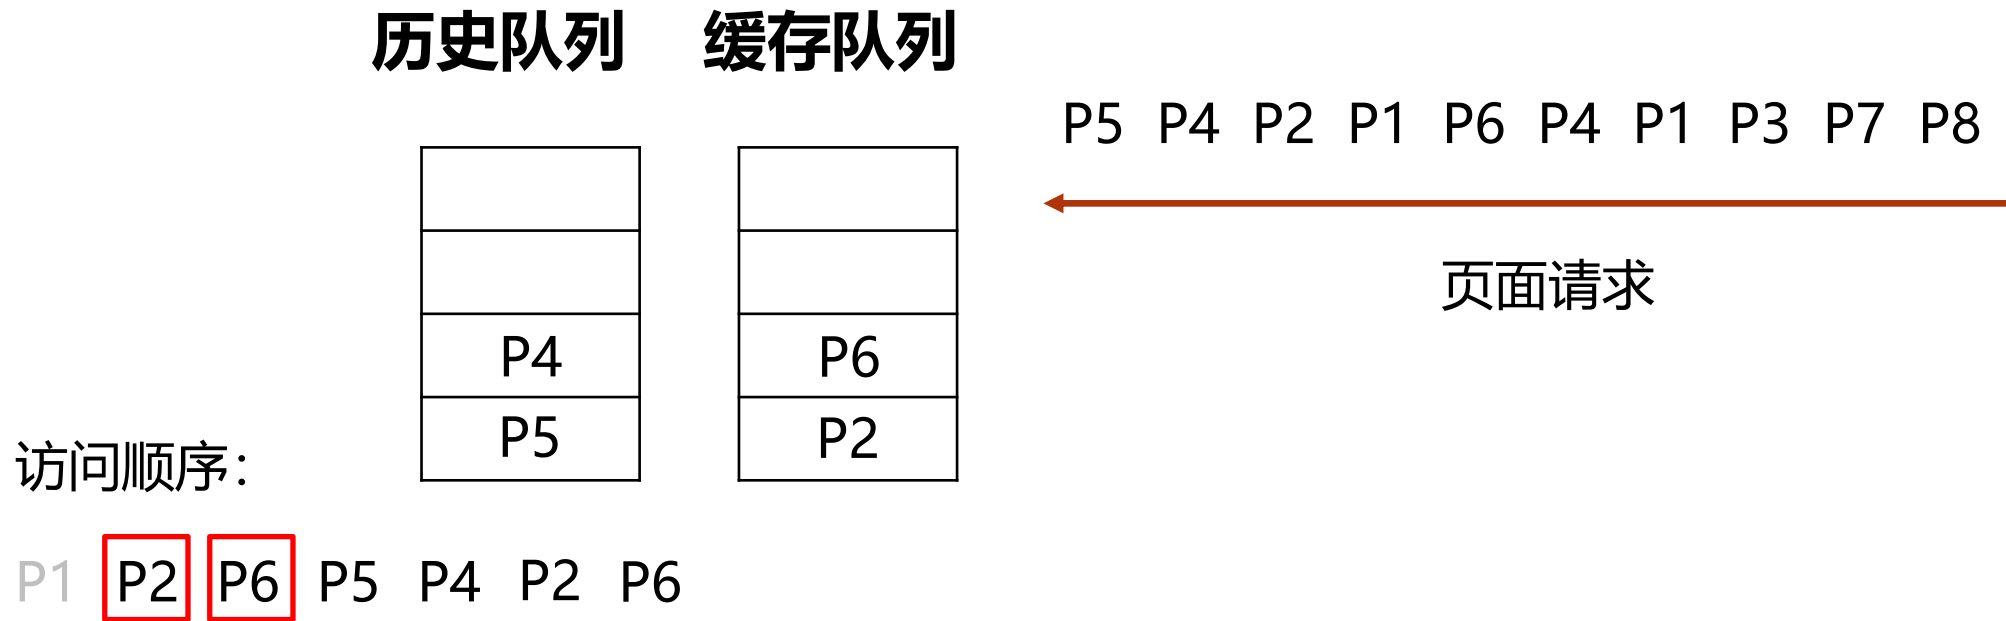 历史队列 缓存队列
P5 P4 P2 P1 P6 P4 P1 P3 P7 P8
页面请求
P4 P6
P5 P2
访问顺序：
P1 P2 P6 P5 P4 P2 P6